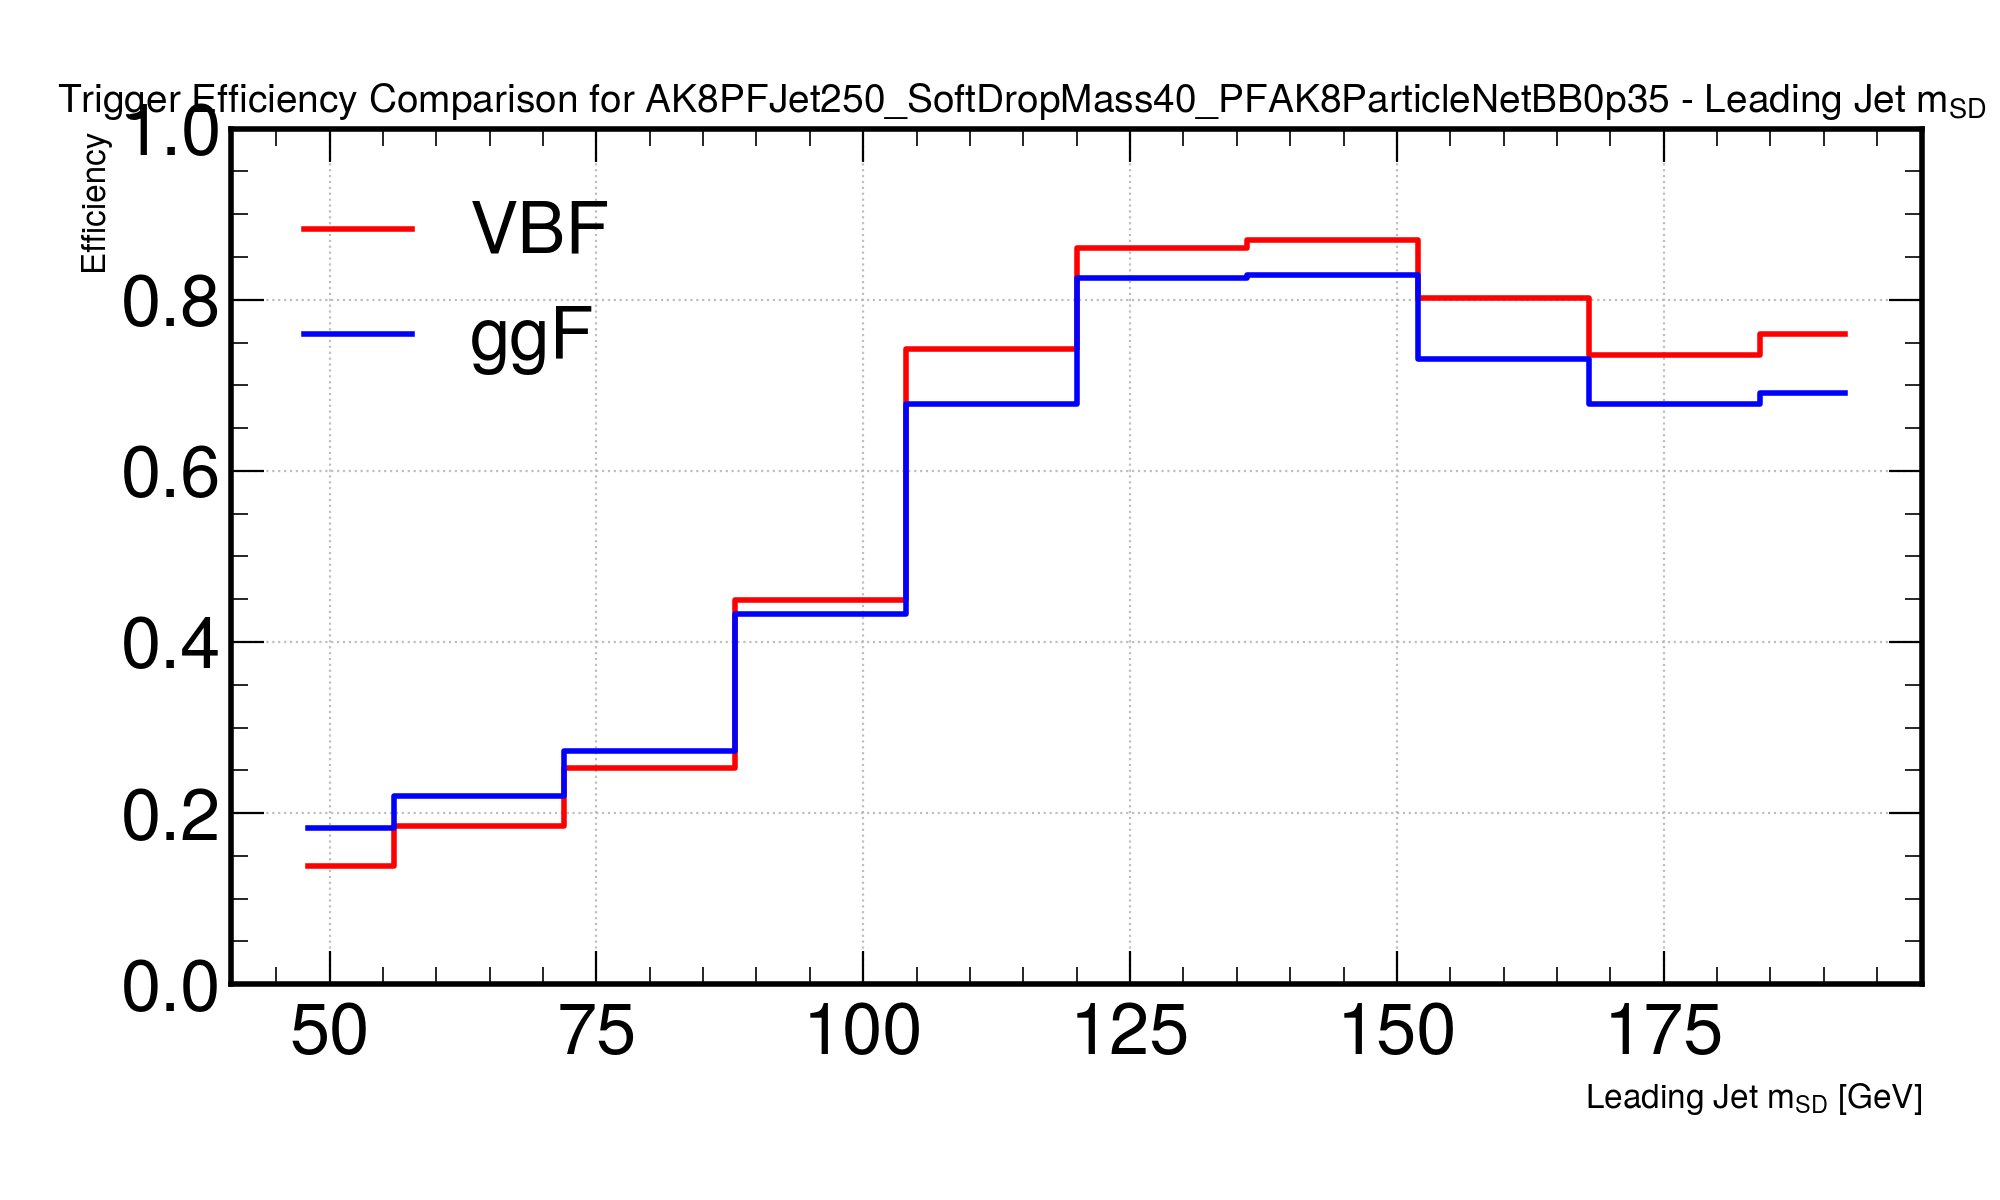 Trigger Efficiency Comparison for AK8PFJet250_SoftDropMass40_PFAK8ParticleNetBB0p35 - Leading Jet mSD
Efficiency
1.0
0.8
0.6
0.4
0.2
0.0
VBF
ggF
50 75 100 125 150 175
Leading Jet mSD [GeV]